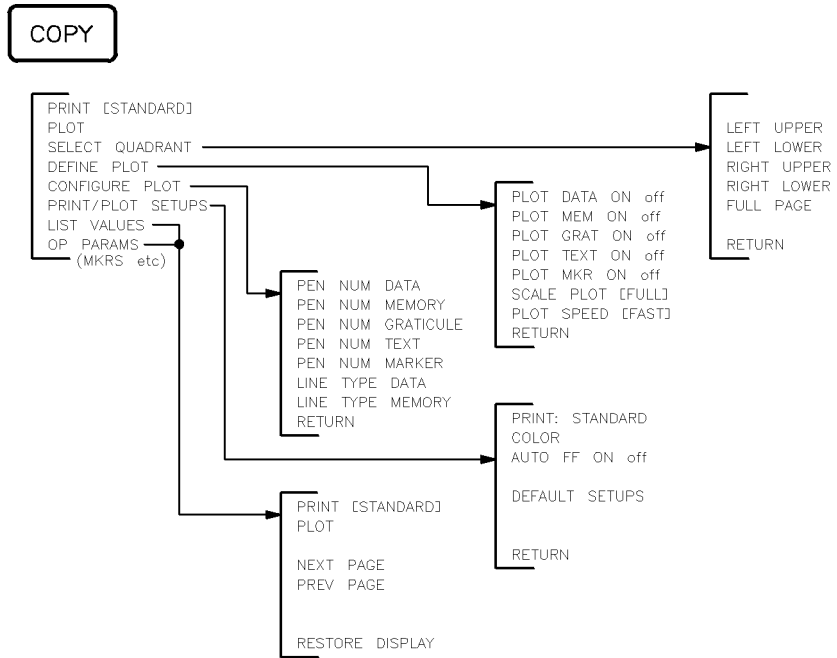 COPY
PRINT [STANDARD]
PLOT
SELECT QUADRANT
DEFINE PLOT
CONFIGURE PLOT
PRINT/PLOT SETUPS
LIST VALUES
OP PARAMS
(MKRS etc)
LEFT UPPER
LEFT LOWER
RIGHT UPPER
RIGHT LOWER
FULL PAGE
RETURN
PLOT DATA ON off
PLOT MEM ON off
PLOT GRAT ON off
PLOT TEXT ON off
PLOT MKR ON off
SCALE PLOT [FULL]
PLOT SPEED [FAST]
RETURN
PEN NUM DATA
PEN NUM MEMORY
PEN NUM GRATICULE
PEN NUM TEXT
PEN NUM MARKER
LINE TYPE DATA
LINE TYPE MEMORY
RETURN
PRINT: STANDARD
COLOR
AUTO FF ON off
DEFAULT SETUPS
RETURN
PRINT [STANDARD]
PLOT
NEXT PAGE
PREV PAGE
RESTORE DISPLAY